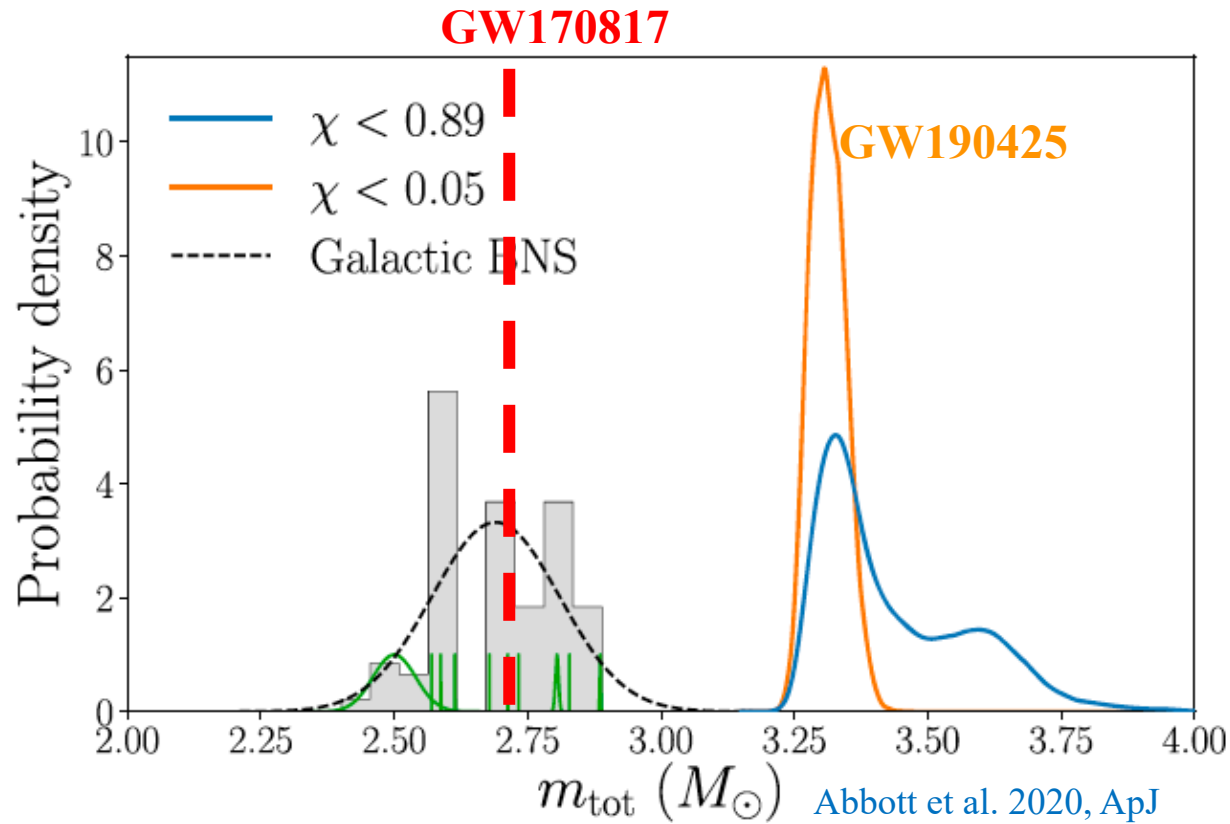 GW170817
χ < 0.89
χ < 0.05
Galactic BNS
GW190425
Probability density
10
8
6
4
2
0
2.00 2.25 2.50 2.75 3.00 3.25 3.50 3.75 4.00
m_tot (M_⊙)
Abbott et al. 2020, ApJ